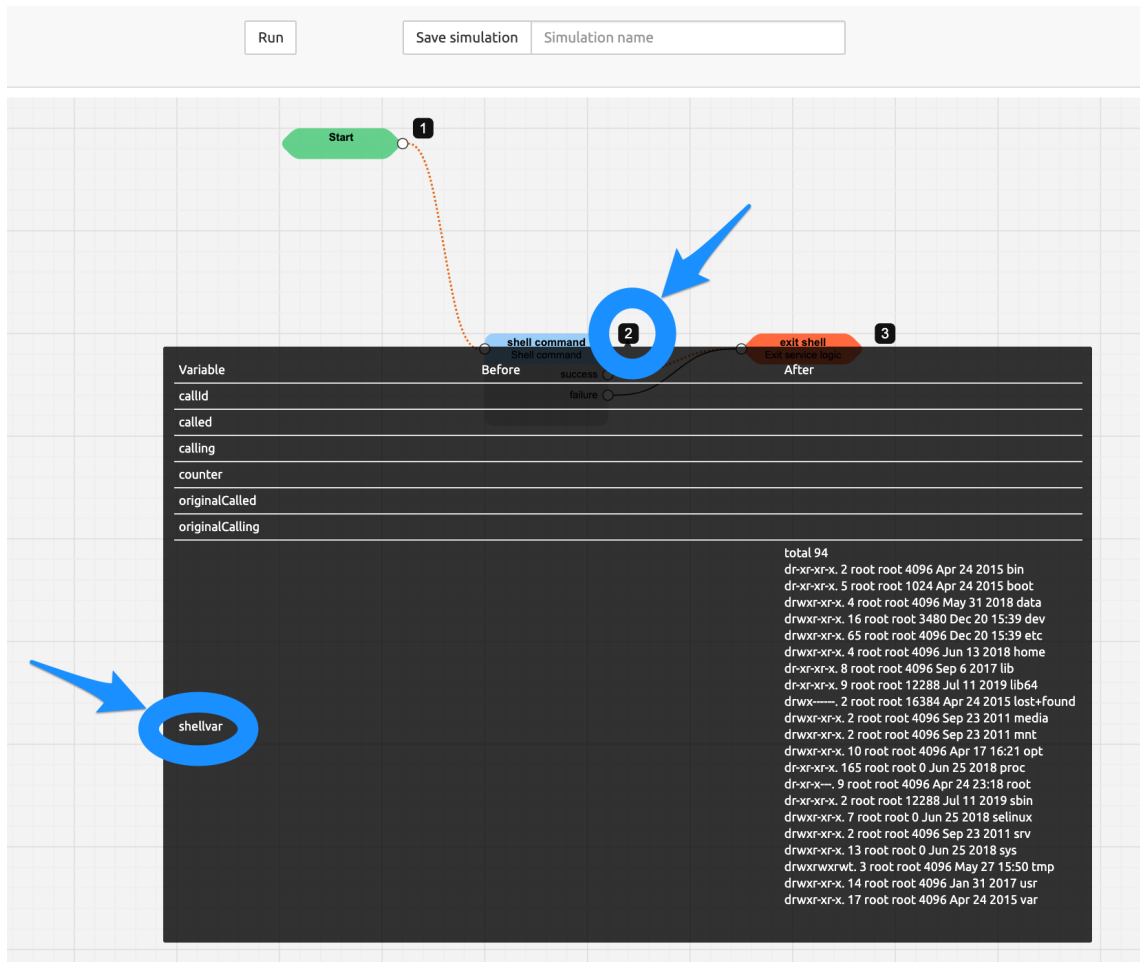 Run Save simulation Simulation name
Start 1
shell command 2 exit shell 3
Shell command Exit service logic
Variable Before After
success
callId failure
called
calling
counter
originalCalled
originalCalling
total 94
dr-xr-xr-x. 2 root root 4096 Apr 24 2015 bin
dr-xr-xr-x. 5 root root 1024 Apr 24 2015 boot
drwxr-xr-x. 4 root root 4096 May 31 2018 data
drwxr-xr-x. 16 root root 3480 Dec 20 15:39 dev
drwxr-xr-x. 65 root root 4096 Dec 20 15:39 etc
drwxr-xr-x. 4 root root 4096 Jun 13 2018 home
dr-xr-xr-x. 8 root root 4096 Sep 6 2017 lib
dr-xr-xr-x. 9 root root 12288 Jul 11 2019 lib64
drwx------. 2 root root 16384 Apr 24 2015 lost+found
drwxr-xr-x. 2 root root 4096 Sep 23 2011 media
shellvar
drwxr-xr-x. 2 root root 4096 Sep 23 2011 mnt
drwxr-xr-x. 10 root root 4096 Apr 17 16:21 opt
dr-xr-xr-x. 165 root root 0 Jun 25 2018 proc
dr-xr-x---. 9 root root 4096 Apr 24 23:18 root
dr-xr-xr-x. 2 root root 12288 Jul 11 2019 sbin
drwxr-xr-x. 7 root root 0 Jun 25 2018 selinux
drwxr-xr-x. 2 root root 4096 Sep 23 2011 srv
drwxr-xr-x. 13 root root 0 Jun 25 2018 sys
drwxrwxrwt. 3 root root 4096 May 27 15:50 tmp
drwxr-xr-x. 14 root root 4096 Jan 31 2017 usr
drwxr-xr-x. 17 root root 4096 Apr 24 2015 var